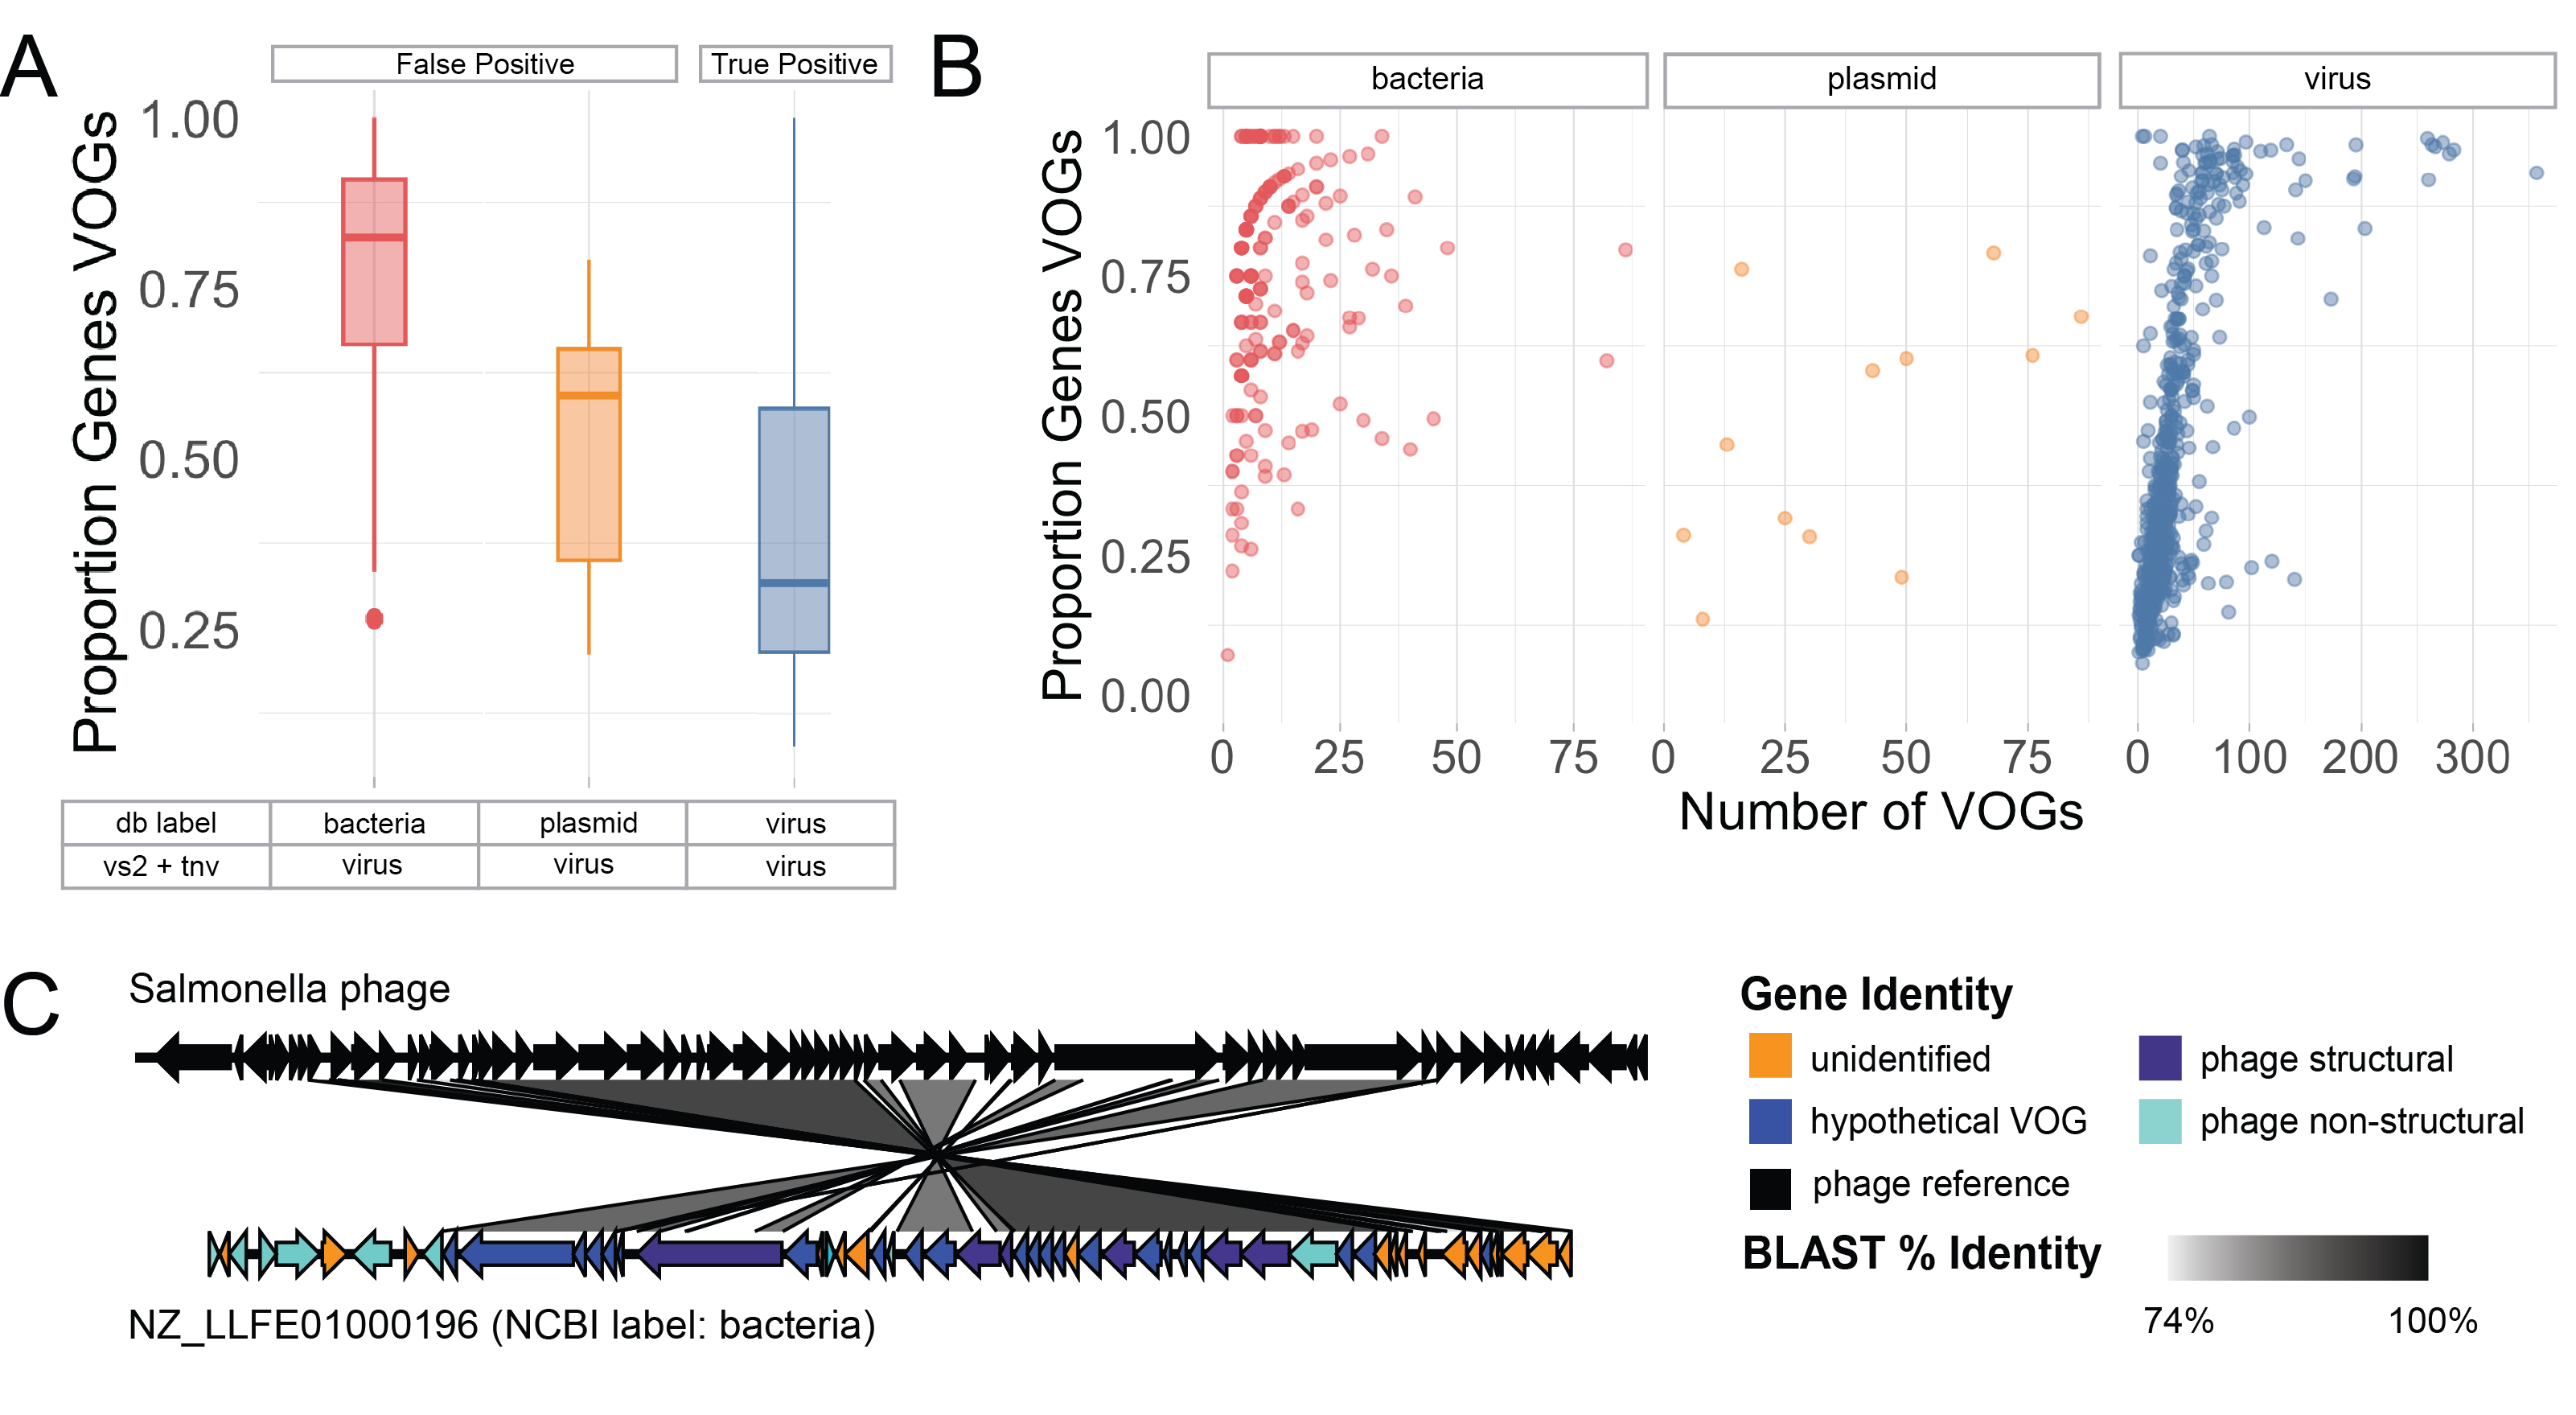 A
False Positive
True Positive
Proportion Genes VOGs
1.00
0.75
0.50
0.25
db label
bacteria
plasmid
virus
vs2 + tnv
virus
virus
virus
B
bacteria
plasmid
virus
Proportion Genes VOGs
1.00
0.75
0.50
0.25
0.00
0
25
50
75
0
25
50
75
0
100
200
300
Number of VOGs
C
Salmonella phage
NZ_LLFE01000196 (NCBI label: bacteria)
Gene Identity
unidentified
phage structural
hypothetical VOG
phage non-structural
phage reference
BLAST % Identity
74%
100%